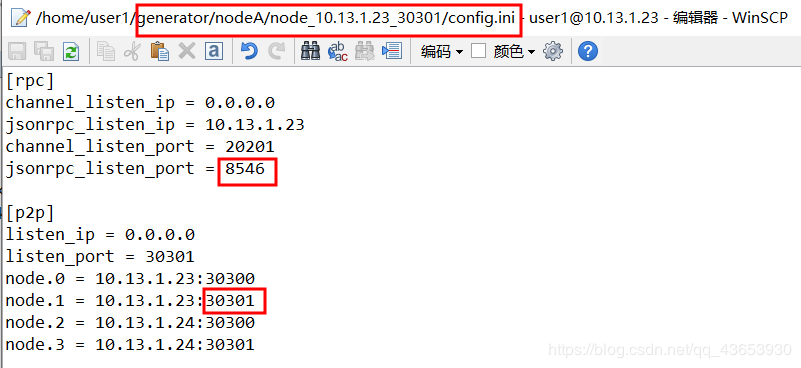 /home/user1/generator/nodeA/node_10.13.1.23_30301/config.ini - user1@10.13.1.23 - 编辑器 - WinSCP
编码 颜色
[rpc]
channel_listen_ip = 0.0.0.0
jsonrpc_listen_ip = 10.13.1.23
channel_listen_port = 20201
jsonrpc_listen_port = 8546
[p2p]
listen_ip = 0.0.0.0
listen_port = 30301
node.0 = 10.13.1.23:30300
node.1 = 10.13.1.23:30301
node.2 = 10.13.1.24:30300
node.3 = 10.13.1.24:30301
https://blog.csdn.net/qq_43653930